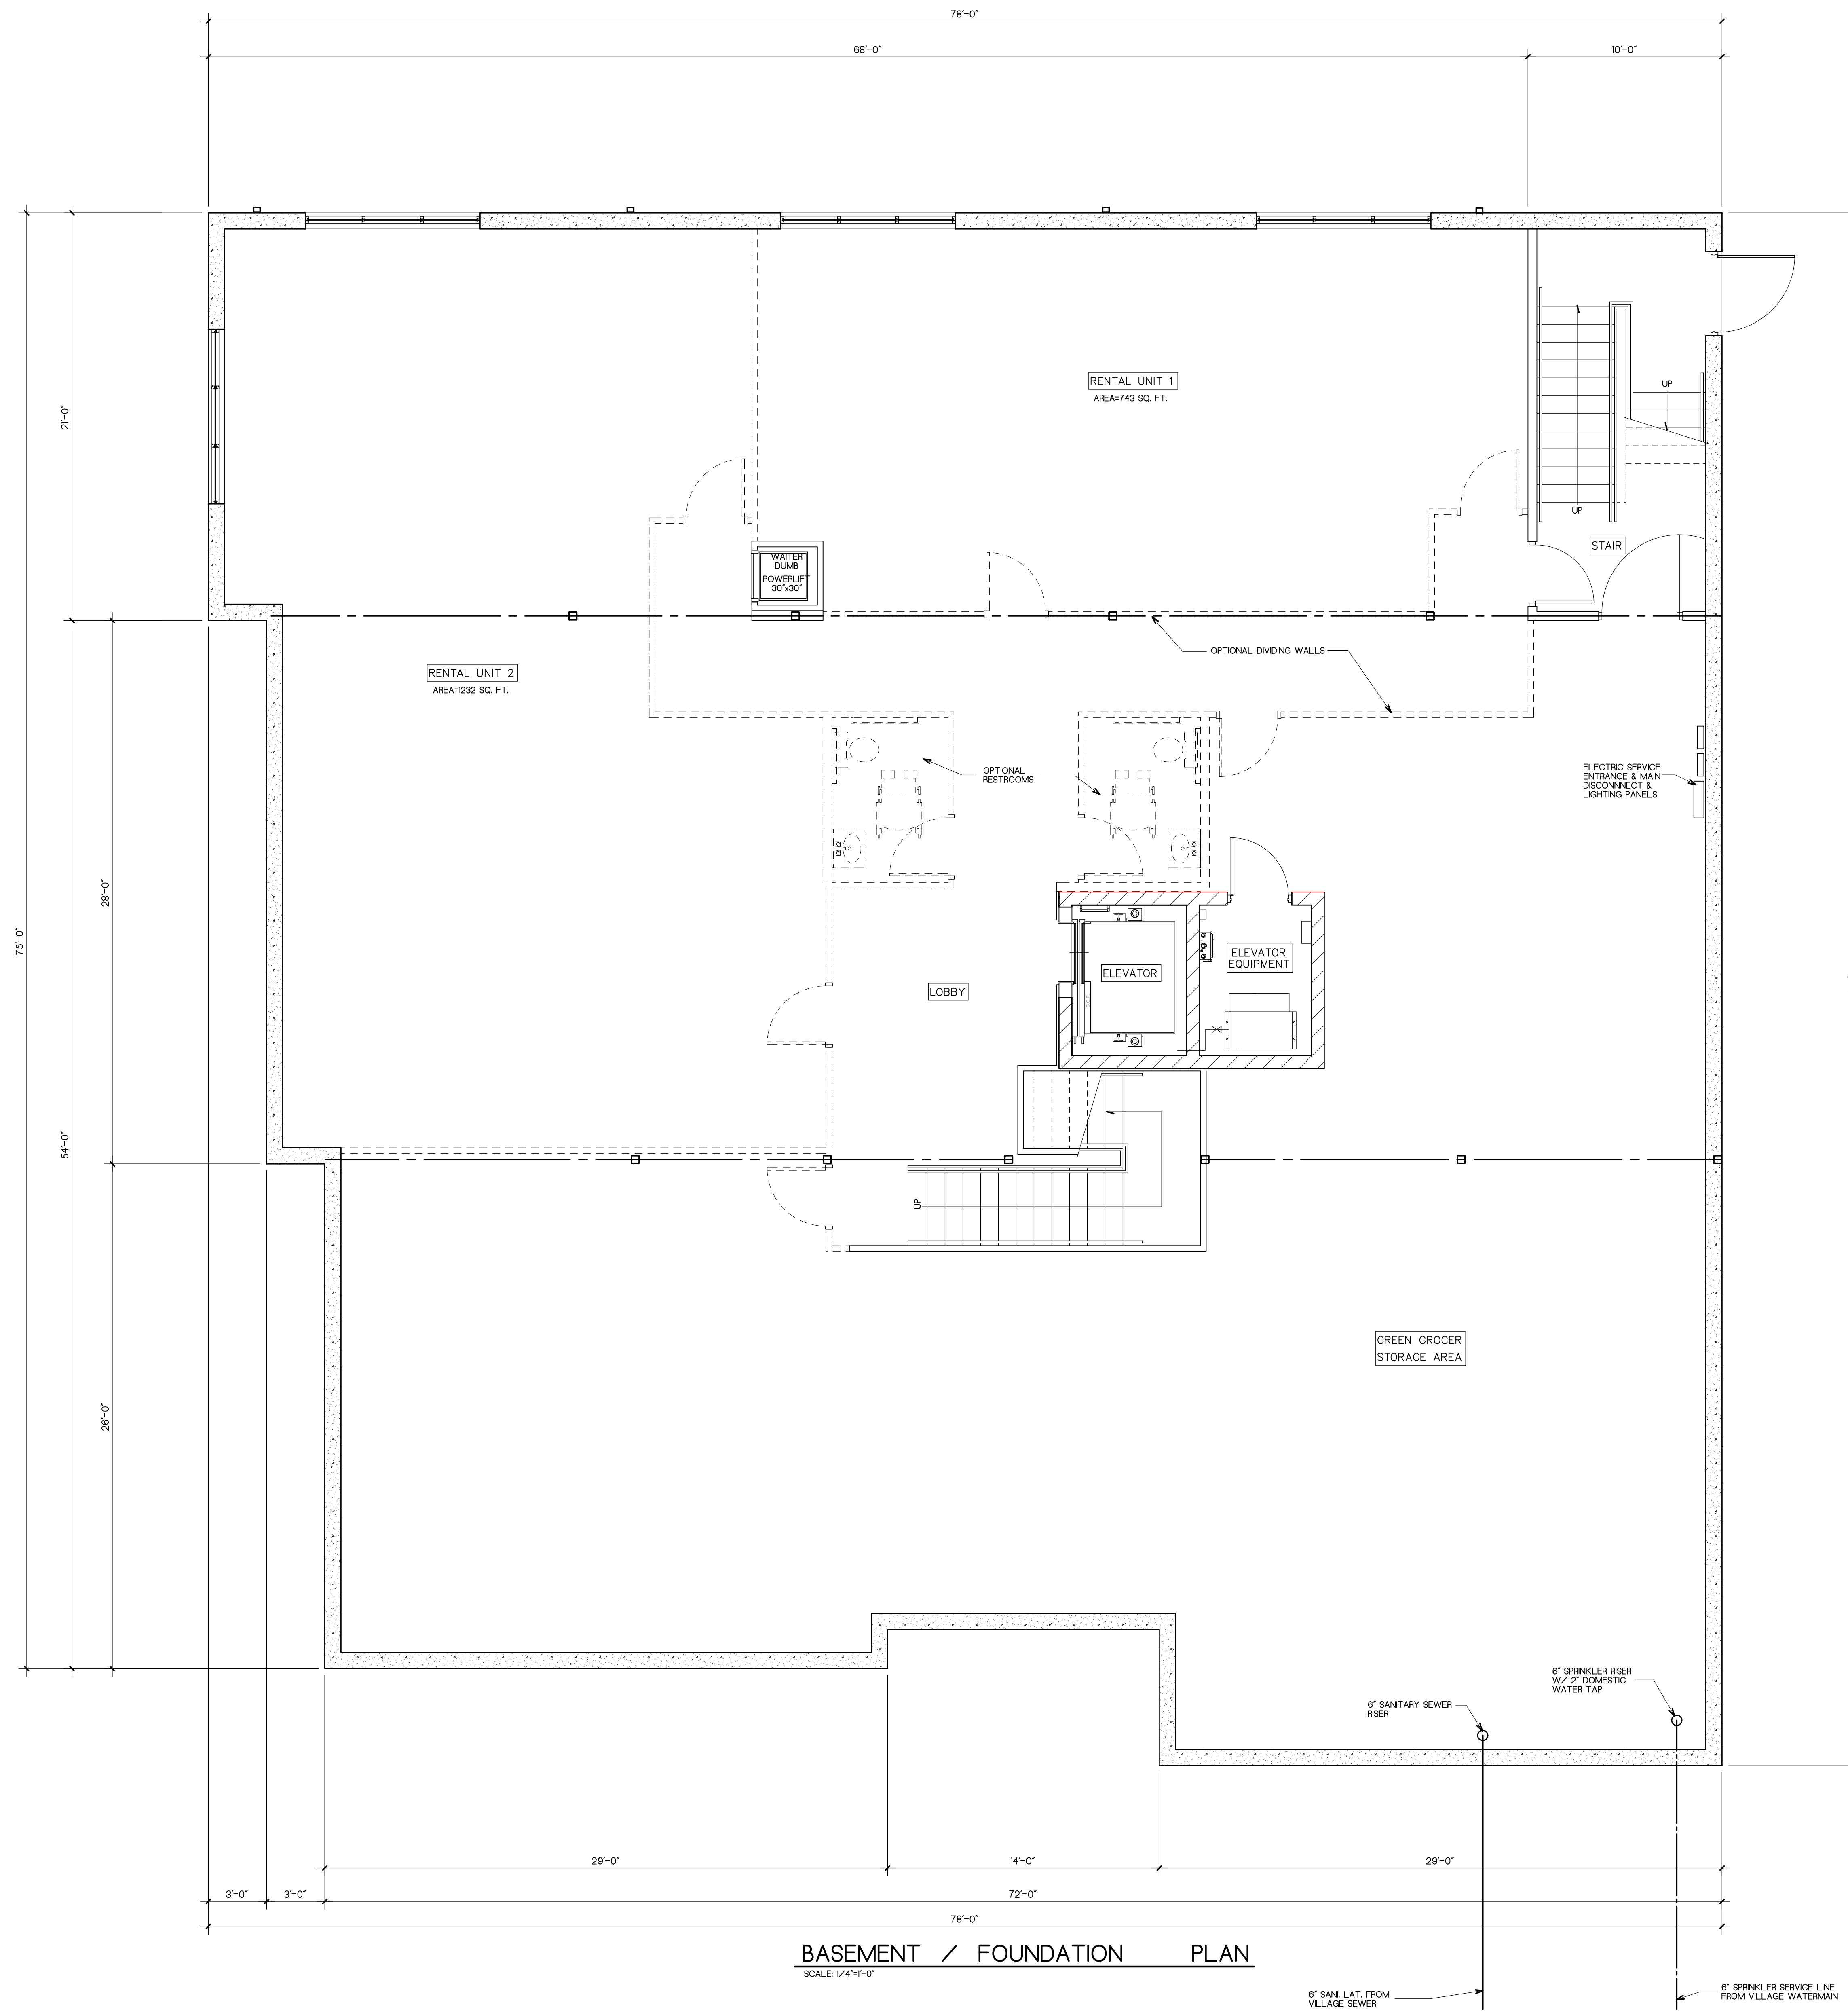 78'-0"
68'-0"
10'-0"
21'-0"
75'-0"
54'-0"
28'-0"
26'-0"
RENTAL UNIT 1
AREA=743 SQ. FT.
UP
UP
STAIR
WAITER
DUMB
POWERLIFT
30"x30"
OPTIONAL DIVIDING WALLS
RENTAL UNIT 2
AREA=1232 SQ. FT.
OPTIONAL
RESTROOMS
ELECTRIC SERVICE
ENTRANCE & MAIN
DISCONNNECT &
LIGHTING PANELS
ELEVATOR
ELEVATOR
EQUIPMENT
LOBBY
UP
GREEN GROCER
STORAGE AREA
6" SPRINKLER RISER
W/ 2" DOMESTIC
WATER TAP
6" SANITARY SEWER
RISER
29'-0"
14'-0"
29'-0"
3'-0"
3'-0"
72'-0"
78'-0"
BASEMENT / FOUNDATION PLAN
SCALE: 1/4"=1'-0"
6" SANI. LAT. FROM
VILLAGE SEWER
6" SPRINKLER SERVICE LINE
FROM VILLAGE WATERMAIN